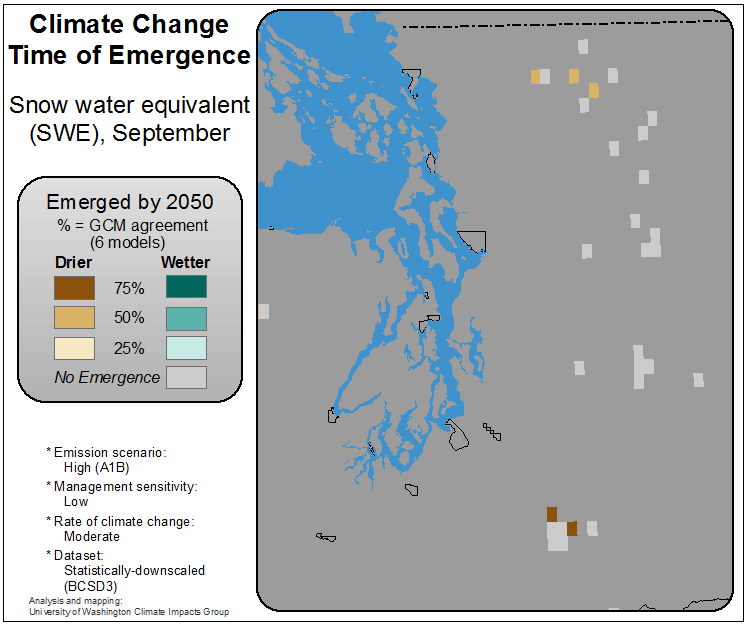 Climate Change
Time of Emergence
Snow water equivalent
(SWE), September
Emerged by 2050
% = GCM agreement
(6 models)
Drier Wetter
75%
50%
25%
No Emergence
* Emission scenario:
High (A1B)
* Management sensitivity:
Low
* Rate of climate change:
Moderate
* Dataset:
Statistically-downscaled
(BCSD3)
Analysis and mapping:
University of Washington Climate Impacts Group